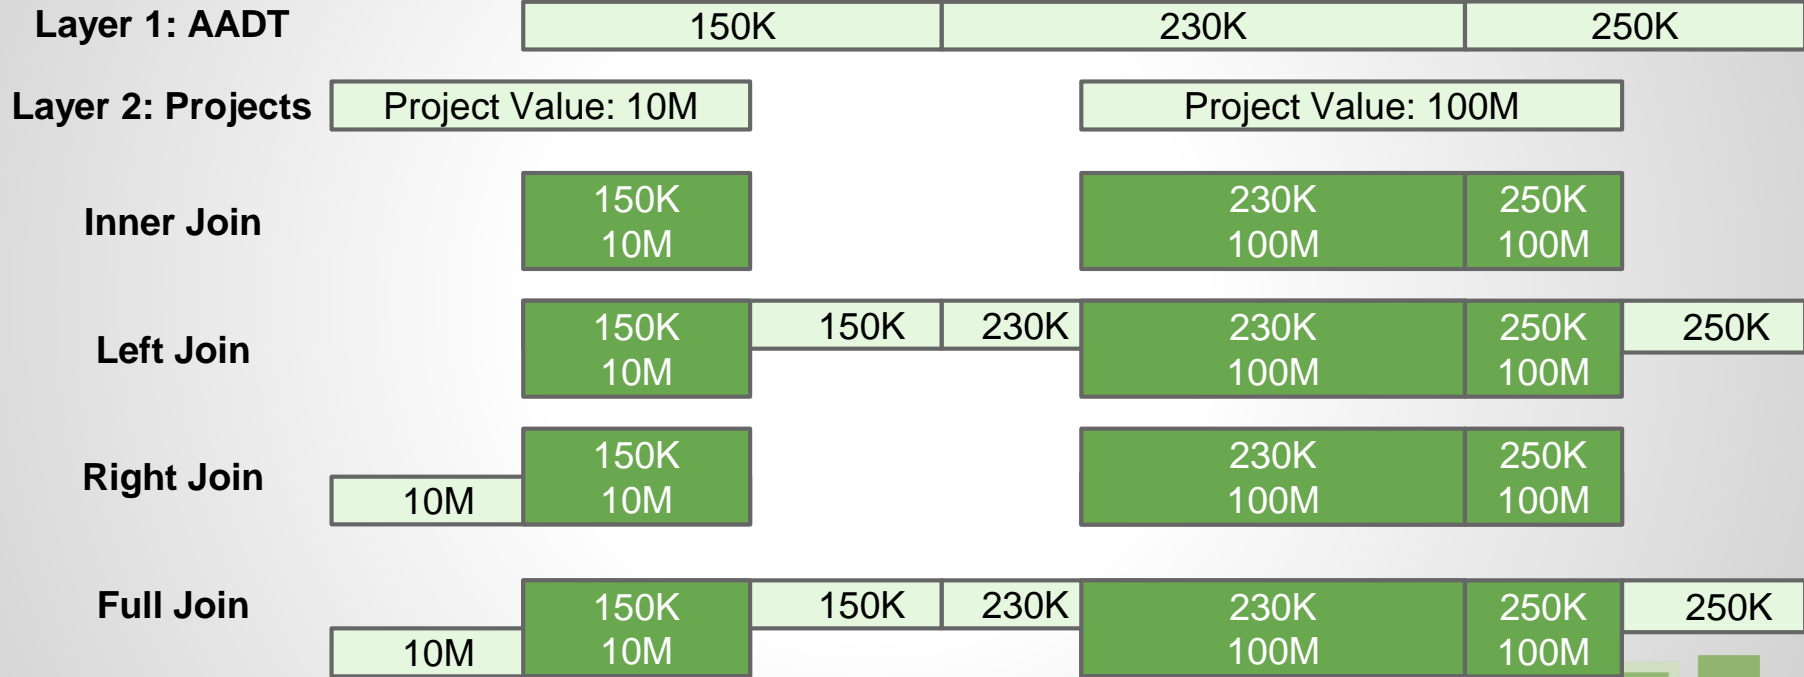 Layer 1: AADT 150K 230K 250K
Layer 2: Projects Project Value: 10M Project Value: 100M
Inner Join
150K 230K 250K
10M 100M 100M
Left Join
150K 150K 230K 230K 250K 250K
10M 100M 100M
Right Join
150K 230K 250K
10M 10M 100M 100M
Full Join
150K 150K 230K 230K 250K 250K
10M 10M 100M 100M